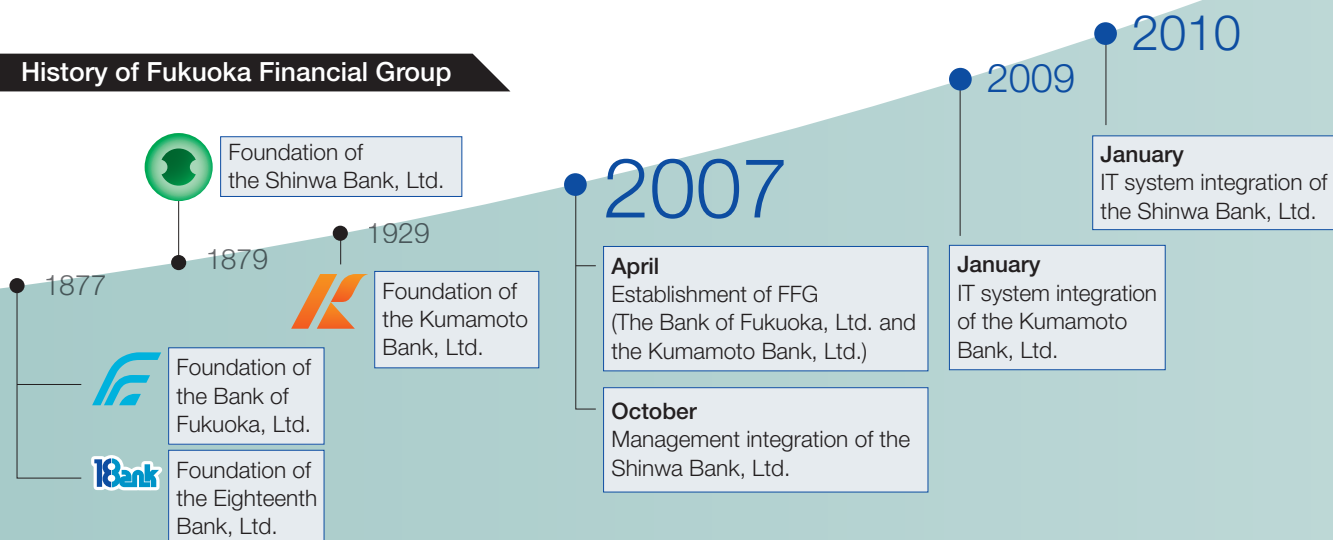 History of Fukuoka Financial Group
1877
Foundation of
the Bank of
Fukuoka, Ltd.
18Bank
Foundation of
the Eighteenth
Bank, Ltd.
1879
Foundation of
the Shinwa Bank, Ltd.
1929
Foundation of
the Kumamoto
Bank, Ltd.
2007
April
Establishment of FFG
(The Bank of Fukuoka, Ltd. and
the Kumamoto Bank, Ltd.)
October
Management integration of the
Shinwa Bank, Ltd.
2009
January
IT system integration
of the Kumamoto
Bank, Ltd.
2010
January
IT system integration of
the Shinwa Bank, Ltd.